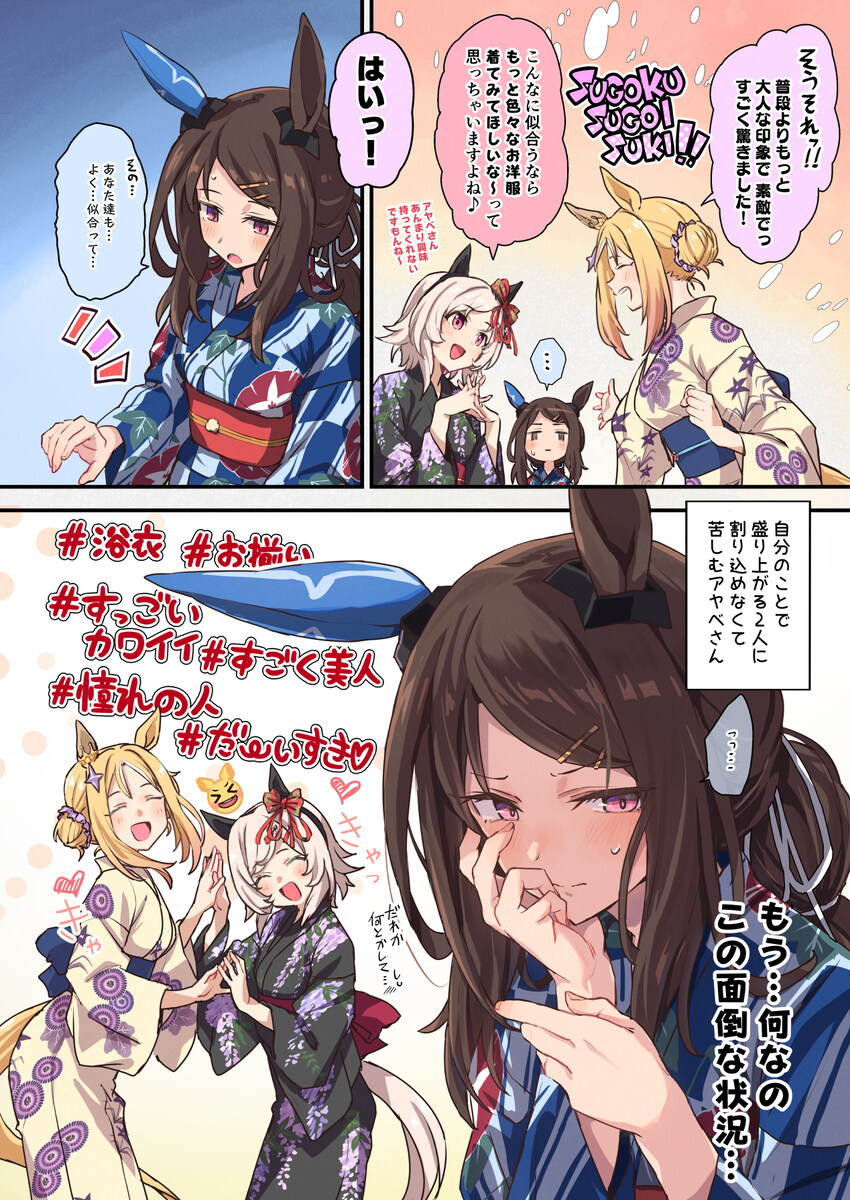 そうそれっ!!
普段よりもっと
大人な印象で 素敵でっ
すごく驚きました!
SUGOKU
SUGOI
SUKI!!
こんなに似合うなら
もっと色々なお洋服
着てみてほしいな〜って
思っちゃいますよね♪
アヤベさん
あんまり興味
持ってくれない
ですもんね〜
…
はいっ!
あなた達も…
よく…似合って…
自分のことで
盛り上がる2人に
割り込めなくて
苦しむアヤベさん
っ……
#浴衣 #お揃い
#すっごい
カワイイ #すごく美人
#憧れの人
#だぁーいすき♡
きゃっ
きゃ
だれか
何とかして…
もう…何なの
この面倒な状況…